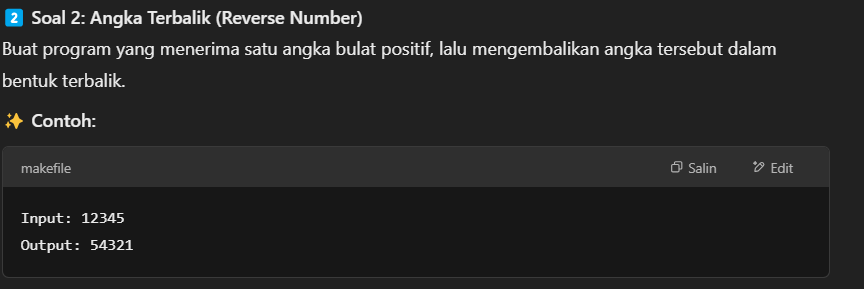 2 Soal 2: Angka Terbalik (Reverse Number)
Buat program yang menerima satu angka bulat positif, lalu mengembalikan angka tersebut dalam
bentuk terbalik.
✨ Contoh:
makefile Salin Edit
Input: 12345
Output: 54321